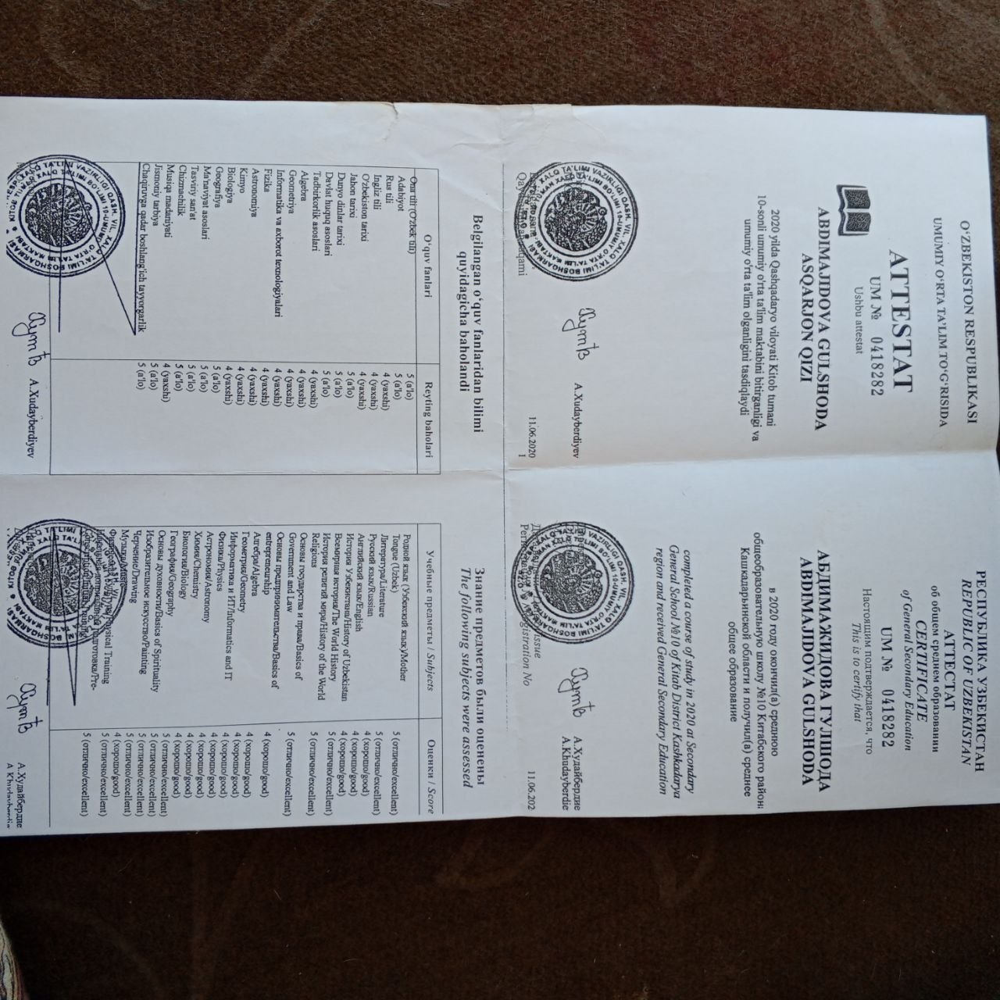 O‘ZBEKISTON RESPUBLIKASI
UMUMIY O‘RTA TA’LIM TO‘G‘RISIDA
ATTESTAT
UM № 0418282
Ushbu attestat
ABDIMAJIDOVA GULSHODA
ASQARJON QIZI
2020 yilda Qashqadaryo viloyati Kitob tumani
10-sonli umumiy o'rta ta'lim maktabini bitirganligi va
umumiy o'rta ta'lim olganligini tasdiqlaydi
A.Xudayberdiyev
11.06.2020
1
РЕСПУБЛИКА УЗБЕКИСТАН
REPUBLIC OF UZBEKISTAN
АТТЕСТАТ
об общем среднем образовании
CERTIFICATE
of General Secondary Education
UM № 0418282
Настоящим подтверждается, что
This is to certify that
АБДИМАЖИДОВА ГУЛШОДА
ABDIMAJIDOVA GULSHODA
в 2020 году окончил(а) среднюю
общеобразовательную школу №10 Китабского район
Кашкадарьинской области и получил(а) среднее
общее образование
completed a course of study in 2020 at Secondary
General School №10 of Kitab District Kashkadarya
region and received General Secondary Education
А.Худайбердие
A.Khudayberdie
issue
Registration No
11.06.202
Belgilangan o‘quv fanlaridan bilimi
quyidagicha baholandi
O‘quv fanlari Reyting baholari
Ona tili (O'zbek tili) 5 (a'lo)
Adabiyot 5 (a'lo)
Rus tili 4 (yaxshi)
Ingliz tili 4 (yaxshi)
O'zbekiston tarixi 4 (yaxshi)
Jahon tarixi 5 (a'lo)
Dunyo dinlar tarixi 5 (a'lo)
Davlat huquq asoslari 5 (a'lo)
Tadbirkorlik asoslari 4 (yaxshi)
Algebra 4 (yaxshi)
Geometriya 4 (yaxshi)
Informatika va axborot texnologiyalari 4 (yaxshi)
Fizika 4 (yaxshi)
Astronomiya 4 (yaxshi)
Kimyo 4 (yaxshi)
Biologiya 4 (yaxshi)
Geografiya 5 (a'lo)
Ma'naviyat asoslari 5 (a'lo)
Tasviriy san'at 5 (a'lo)
Chizmachilik 5 (a'lo)
Musiqa madaniyati 4 (yaxshi)
Jismoniy tarbiya 5 (a'lo)
Chaqiruvga qadar boshlang'ich tayyorgarlik 5 (a'lo)
A.Xudayberdiyev
Знание предметов были оценены
The following subjects were assessed
Учебные предметы / Subjects Оценки / Score
Родной язык (Узбекский язык)/Mother
Tongue (Uzbek) 5 (отлично/excellent)
Литература/Literature 5 (отлично/excellent)
Русский язык/Russian 4 (хорошо/good)
Английский язык/English 4 (хорошо/good)
История Узбекистана/History of Uzbekistan 4 (хорошо/good)
Всемирная история/The World History 5 (отлично/excellent)
История религий мира/History of the World
Religions 5 (отлично/excellent)
Основы государства и права/Basics of
Government and Law 5 (отлично/excellent)
Основы предпринимательства/Basics of
entrepreneurship 4 (хорошо/good)
Алгебра/Algebra 4 (хорошо/good)
Геометрия/Geometry 4 (хорошо/good)
Информатика и ИТ/Informatics and IT 4 (хорошо/good)
Физика/Physics 4 (хорошо/good)
Астрономия/Astronomy 4 (хорошо/good)
Химия/Chemistry 4 (хорошо/good)
Биология/Biology 4 (хорошо/good)
География/Geography 5 (отлично/excellent)
Основы духовности/Basics of Spirituality 5 (отлично/excellent)
Изобразительное искусство/Painting 5 (отлично/excellent)
Черчение/Drawing 5 (отлично/excellent)
Музыка/Music 4 (хорошо/good)
Physical Training 5 (отлично/excellent)
подготовка/Pre-
5 (отлично/excellent)
А.Худайбердие